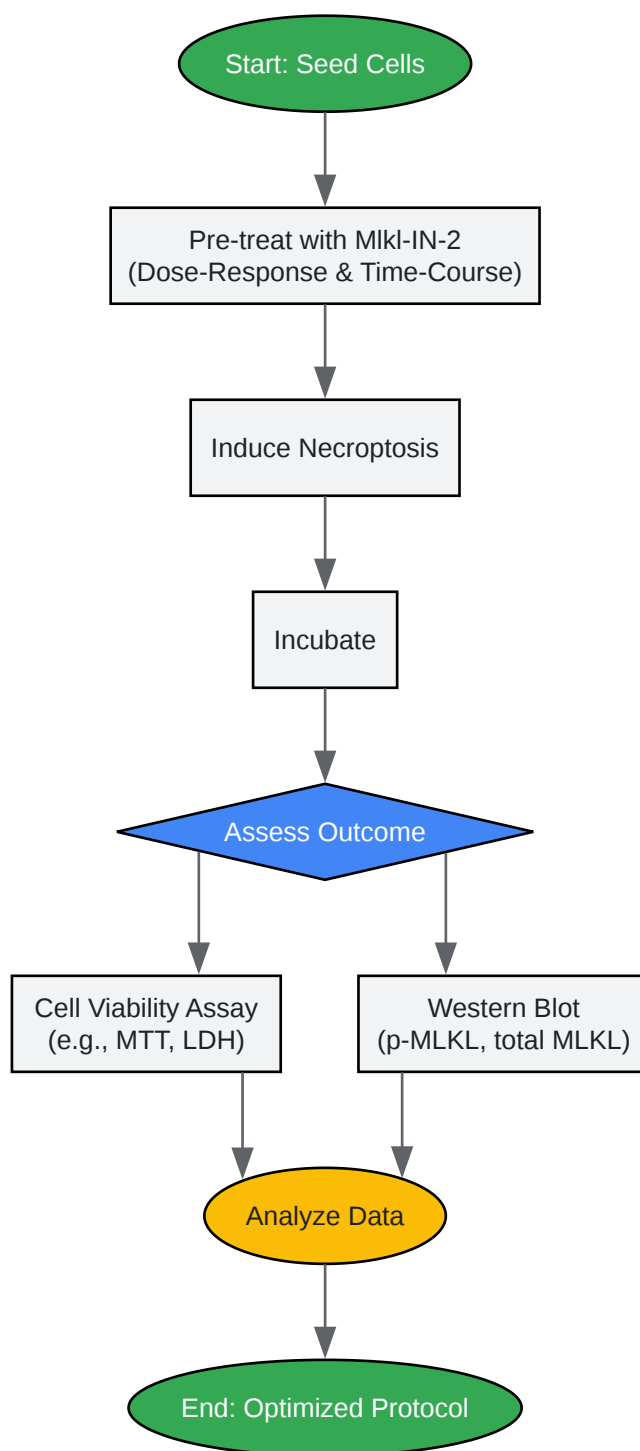 Start: Seed Cells
Pre-treat with Mlkl-IN-2
(Dose-Response & Time-Course)
Induce Necroptosis
Incubate
Assess Outcome
Cell Viability Assay
(e.g., MTT, LDH)
Western Blot
(p-MLKL, total MLKL)
Analyze Data
End: Optimized Protocol